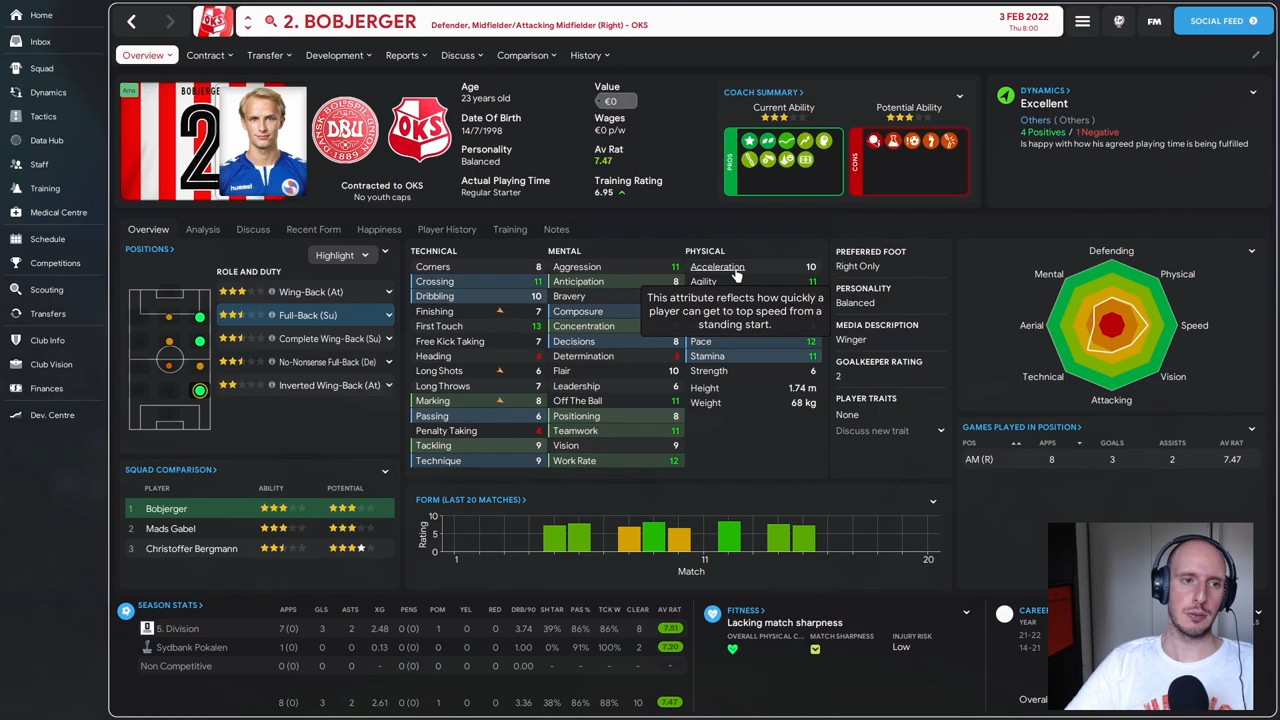 Home
Inbox
Squad
Dynamics
Tactics
Data Hub
Staff
Training
Medical Centre
Schedule
Competitions
Scouting
Transfers
Club Info
Club Vision
Finances
Dev. Centre
OKS
2. BOBJERGER
Defender, Midfielder/Attacking Midfielder (Right) - OKS
3 FEB 2022
Thu 8:00
FM
SOCIAL FEED
Overview
Contract
Transfer
Development
Reports
Discuss
Comparison
History
Ama
BOBJERGE
2
hummel
DBU
1889
OKS
Contracted to OKS
No youth caps
Age
23 years old
Date Of Birth
14/7/1998
Personality
Balanced
Actual Playing Time
Regular Starter
Value
€0
Wages
€0 p/w
Av Rat
7.47
Training Rating
6.95
COACH SUMMARY
Current Ability
Potential Ability
PROS
CONS
DYNAMICS
Excellent
Others ( Others )
4 Positives / 1 Negative
Is happy with how his agreed playing time is being fulfilled
Overview
Analysis
Discuss
Recent Form
Happiness
Player History
Training
Notes
POSITIONS
Highlight
ROLE AND DUTY
Wing-Back (At)
Full-Back (Su)
Complete Wing-Back (Su)
No-Nonsense Full-Back (De)
Inverted Wing-Back (At)
SQUAD COMPARISON
PLAYER ABILITY POTENTIAL
1 Bobjerger
2 Mads Gabel
3 Christoffer Bergmann
TECHNICAL
Corners 8
Crossing 11
Dribbling 10
Finishing 7
First Touch 13
Free Kick Taking 7
Heading 4
Long Shots 6
Long Throws 7
Marking 8
Passing 6
Penalty Taking 4
Tackling 9
Technique 9
MENTAL
Aggression 11
Anticipation 8
Bravery
Composure
Concentration
Decisions 8
Determination 3
Flair 10
Leadership 6
Off The Ball 11
Positioning 8
Teamwork 11
Vision 9
Work Rate 12
PHYSICAL
Acceleration 10
Agility 11
This attribute reflects how quickly a
player can get to top speed from a
standing start.
Pace 12
Stamina 11
Strength 6
Height 1.74 m
Weight 68 kg
PREFERRED FOOT
Right Only
PERSONALITY
Balanced
MEDIA DESCRIPTION
Winger
GOALKEEPER RATING
2
PLAYER TRAITS
None
Discuss new trait
Defending
Physical
Speed
Vision
Attacking
Technical
Aerial
Mental
GAMES PLAYED IN POSITION
POS APPS GOALS ASSISTS AV RAT
AM (R) 8 3 2 7.47
FORM (LAST 20 MATCHES)
Rating
10
5
0
1 11 20
Match
SEASON STATS
APPS GLS ASTS XG PENS POM YEL RED DRB/90 SH TAR PAS % TCK W CLEAR AV RAT
5. Division 7 (0) 3 2 2.48 0 (0) 1 0 0 3.74 39% 86% 86% 8 7.51
Sydbank Pokalen 1 (0) 0 0 0.13 0 (0) 0 0 0 1.00 0% 91% 100% 2 7.20
Non Competitive 0 (0) 0 0 - 0 (0) 0 0 0 0.00 - - - - -
8 (0) 3 2 2.61 0 (0) 1 0 0 3.36 38% 86% 88% 10 7.47
FITNESS
Lacking match sharpness
OVERALL PHYSICAL C...
MATCH SHARPNESS
INJURY RISK
Low
CAREER
YEAR
21-22
14-21
Overal